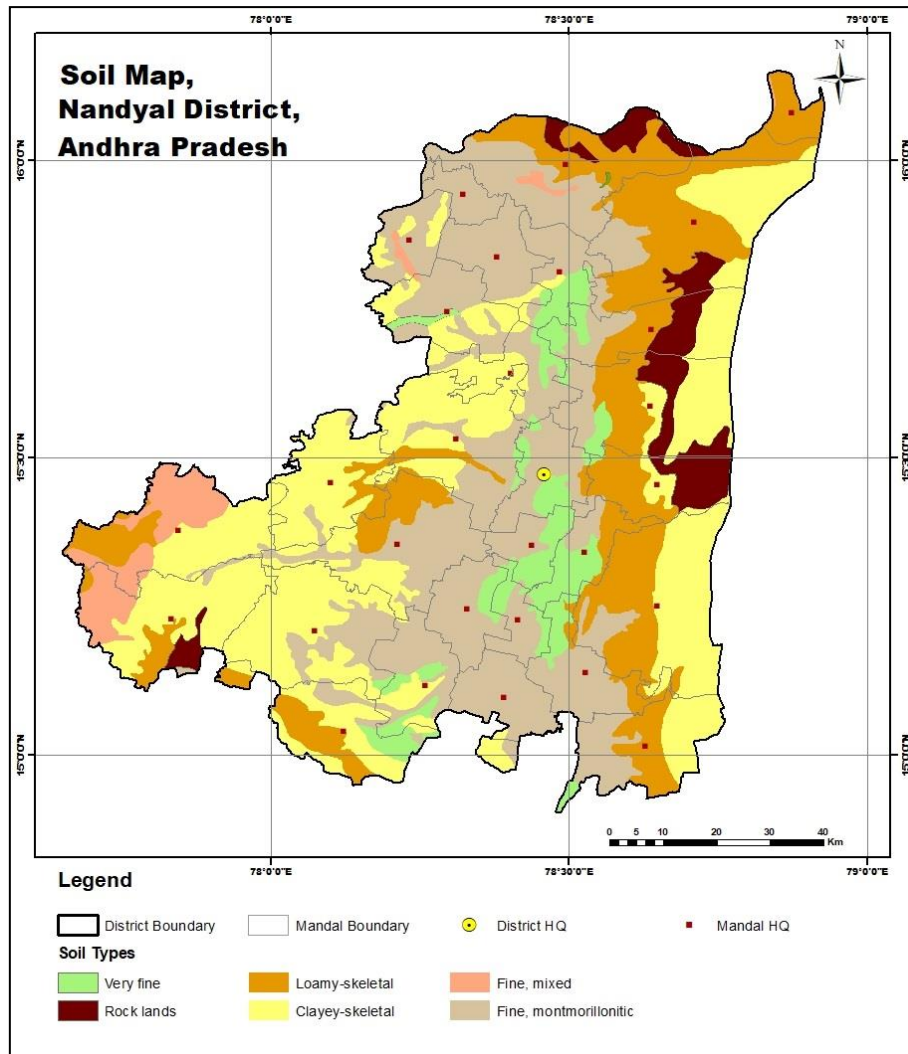 78°0'0"E 78°30'0"E 79°0'0"E
Soil Map,
Nandyal District,
Andhra Pradesh
N
16°0'0"N 16°0'0"N
15°30'0"N 15°30'0"N
15°0'0"N 15°0'0"N
0 5 10 20 30 40
Km
78°0'0"E 78°30'0"E 79°0'0"E
Legend
District Boundary Mandal Boundary District HQ Mandal HQ
Soil Types
Very fine Loamy-skeletal Fine, mixed
Rock lands Clayey-skeletal Fine, montmorillonitic